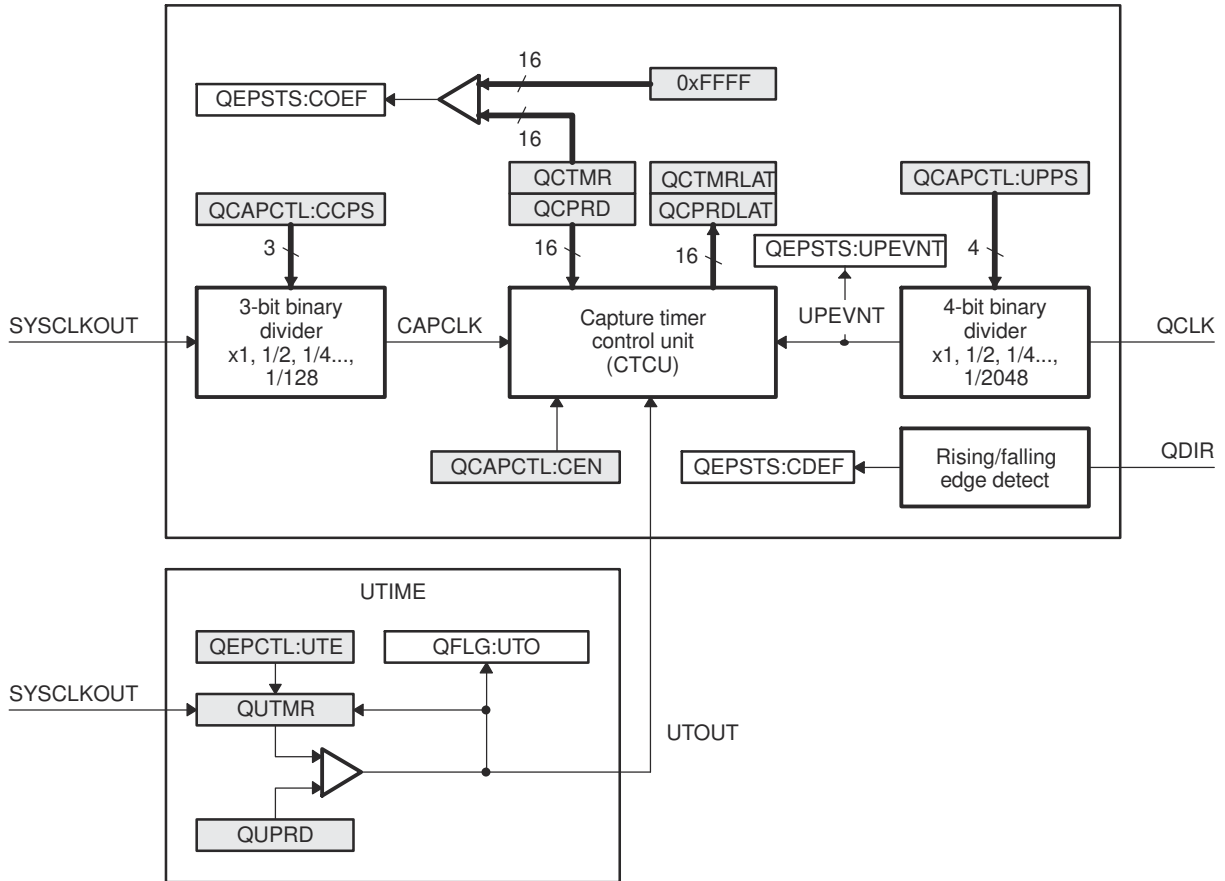 16
0xFFFF
QEPSTS:COEF
16
QCTMR
QCTMRLAT
QCAPCTL:UPPS
QCAPCTL:CCPS
QCPRD
QCPRDLAT
3
16
16
QEPSTS:UPEVNT
4
3-bit binary
divider
x1, 1/2, 1/4...,
1/128
SYSCLKOUT
CAPCLK
Capture timer
control unit
(CTCU)
UPEVNT
4-bit binary
divider
x1, 1/2, 1/4...,
1/2048
QCLK
QCAPCTL:CEN
QEPSTS:CDEF
Rising/falling
edge detect
QDIR
UTIME
QEPCTL:UTE
QFLG:UTO
SYSCLKOUT
QUTMR
UTOUT
QUPRD